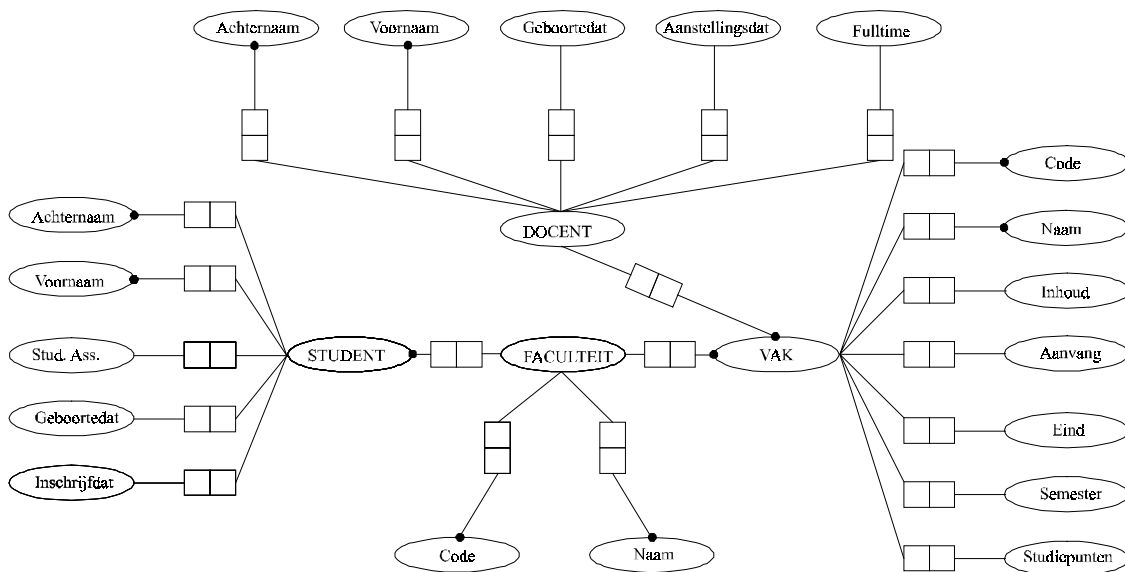 Achternaam
Voornaam
Geboortedat
Aanstellingsdat
Fulltime
Code
Achternaam
DOCENT
Naam
Voornaam
Inhoud
Stud. Ass.
STUDENT
FACULTEIT
VAK
Aanvang
Geboortedat
Eind
Inschrijfdat
Semester
Code
Naam
Studiepunten